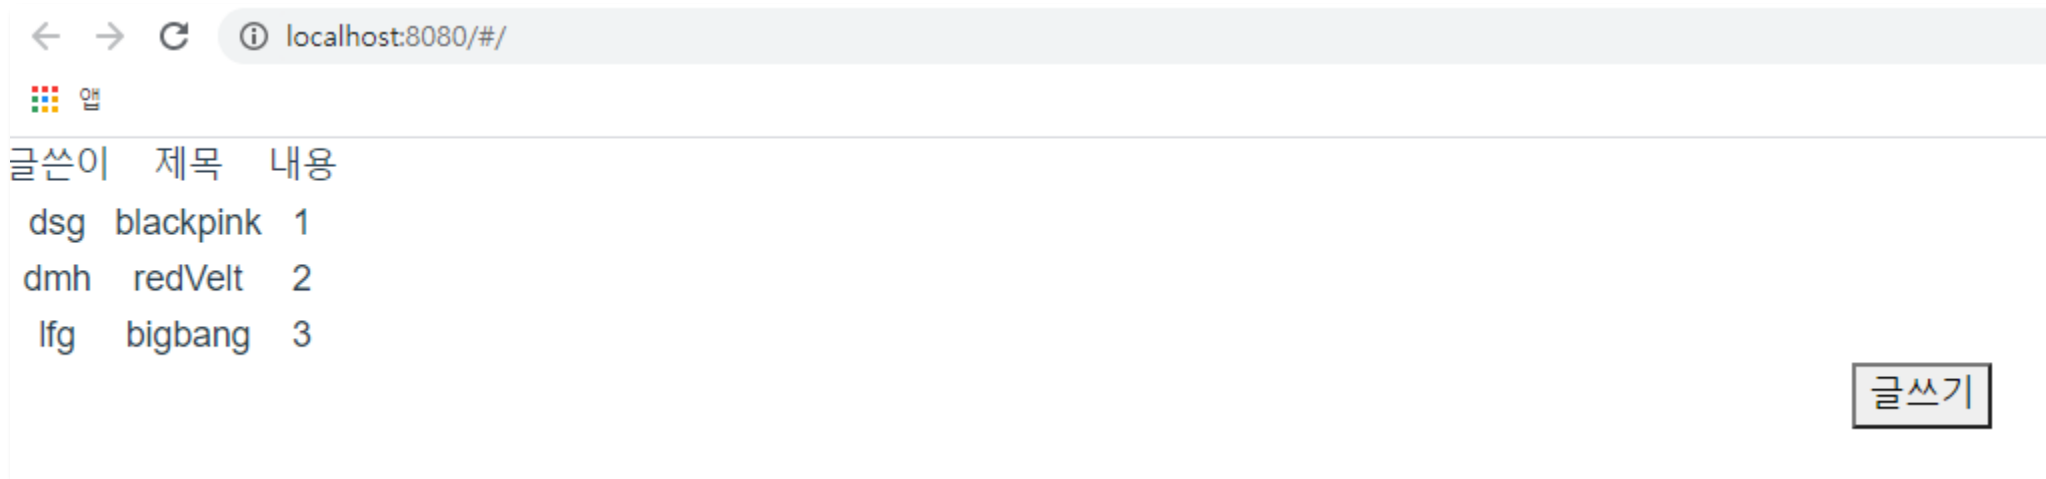 localhost:8080/#/
앱
글쓴이 제목 내용
dsg blackpink 1
dmh redVelt 2
lfg bigbang 3
글쓰기